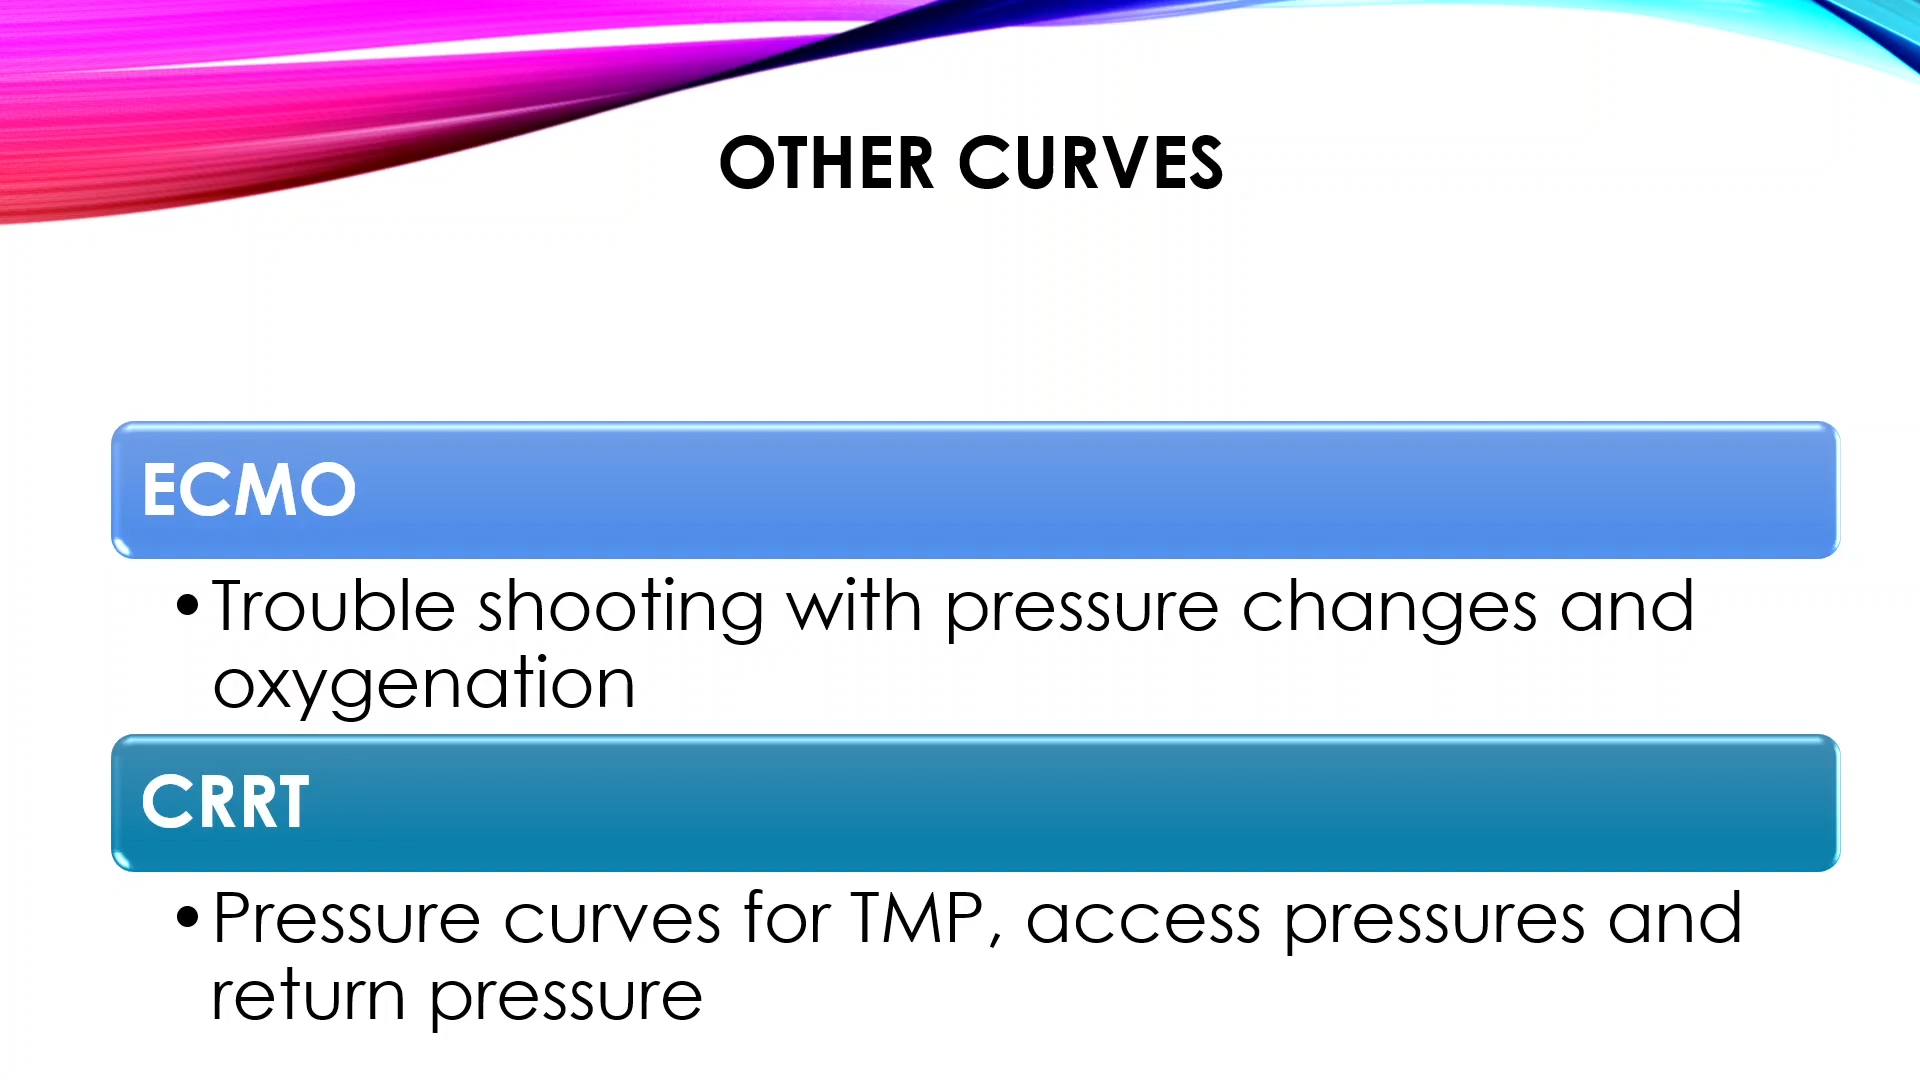 OTHER CURVES
ECMO
•Trouble shooting with pressure changes and
oxygenation
CRRT
•Pressure curves for TMP, access pressures and
return pressure